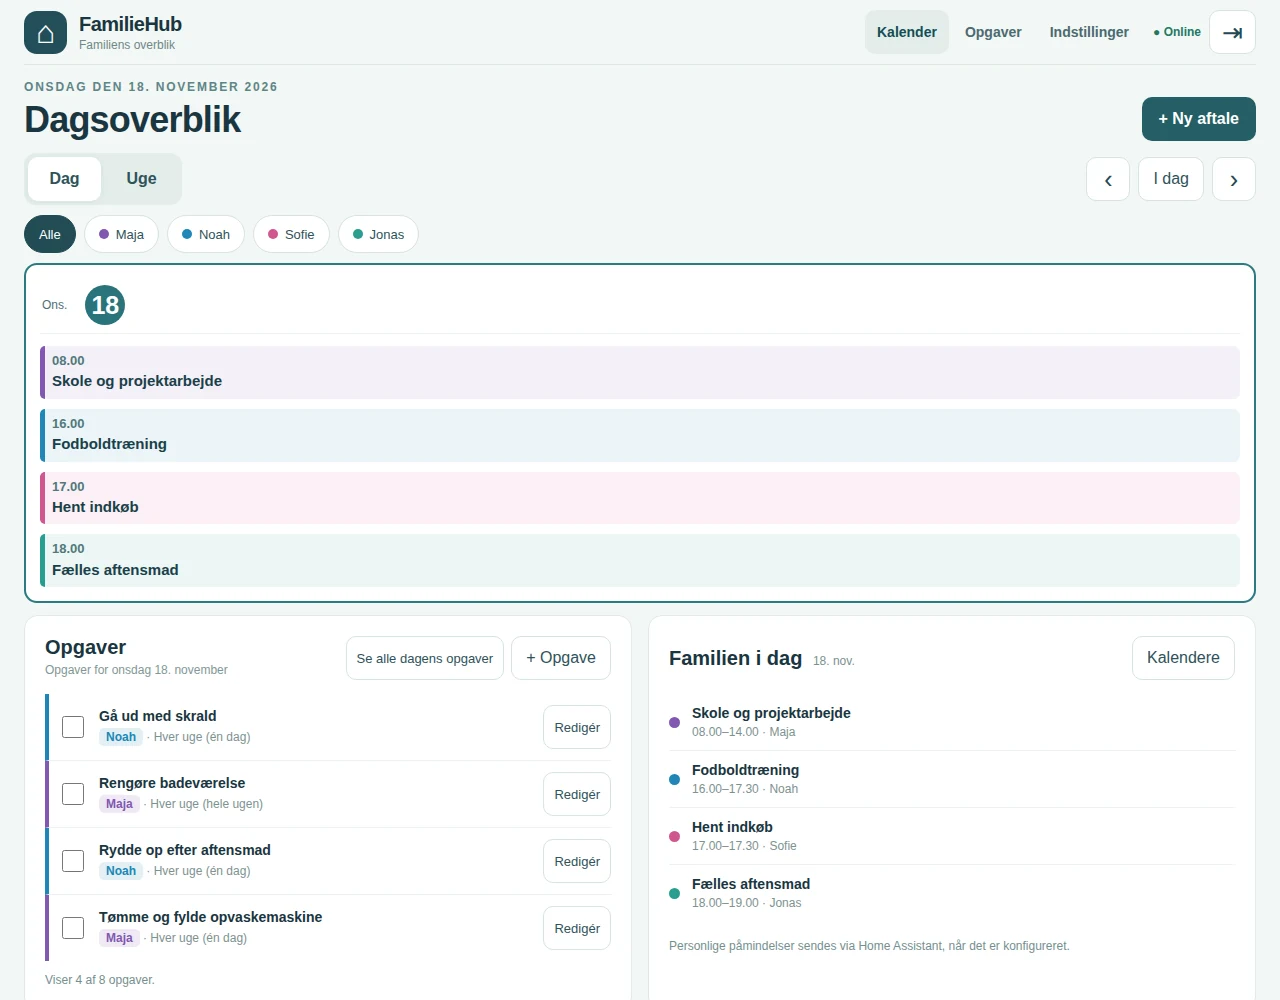 FamilieHub
Familiens overblik
Kalender
Opgaver
Indstillinger
● Online
ONSDAG DEN 18. NOVEMBER 2026
Dagsoverblik
+ Ny aftale
Dag
Uge
‹
I dag
›
Alle
Maja
Noah
Sofie
Jonas
Ons. 18
08.00
Skole og projektarbejde
16.00
Fodboldtræning
17.00
Hent indkøb
18.00
Fælles aftensmad
Opgaver
Opgaver for onsdag 18. november
Se alle dagens opgaver
+ Opgave
Gå ud med skrald
Noah · Hver uge (én dag)
Redigér
Rengøre badeværelse
Maja · Hver uge (hele ugen)
Redigér
Rydde op efter aftensmad
Noah · Hver uge (én dag)
Redigér
Tømme og fylde opvaskemaskine
Maja · Hver uge (én dag)
Redigér
Viser 4 af 8 opgaver.
Familien i dag 18. nov.
Kalendere
Skole og projektarbejde
08.00–14.00 · Maja
Fodboldtræning
16.00–17.30 · Noah
Hent indkøb
17.00–17.30 · Sofie
Fælles aftensmad
18.00–19.00 · Jonas
Personlige påmindelser sendes via Home Assistant, når det er konfigureret.